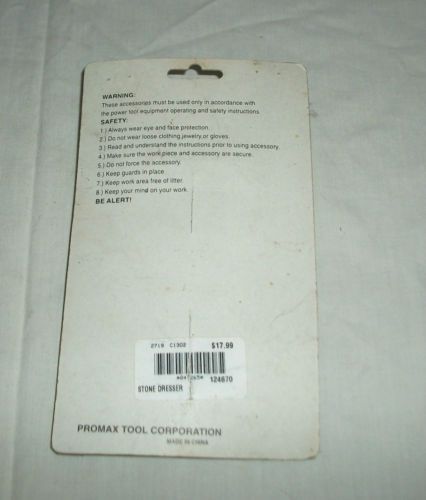 WARNING:
These accessories must be used only in accordance with
the power tool equipment operating and safety instructions
SAFETY:
1.) Always wear eye and face protection.
2.) Do not wear loose clothing,jewelry,or gloves.
3.) Read and understand the instructions prior to using accessory.
4.) Make sure the work piece and accessory are secure.
5.) Do not force the accessory.
6.) Keep guards in place.
7.) Keep work area free of litter.
8.) Keep your mind on your work.
BE ALERT!
2719 C1302 $17.99
124670
STONE DRESSER
PROMAX TOOL CORPORATION
MADE IN CHINA